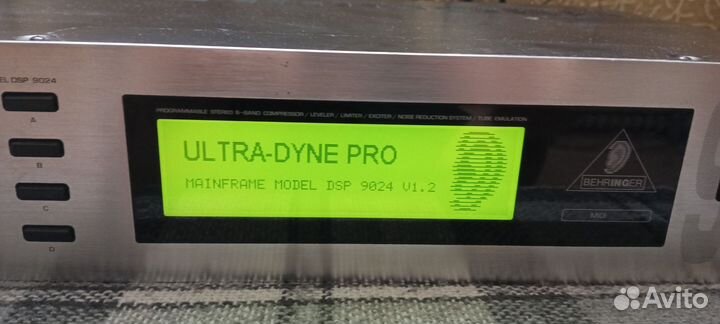 EL DSP 9024
PROGRAMMABLE STEREO 6-BAND COMPRESSOR / LEVELER / LIMITER / EXCITER / NOISE REDUCTION SYSTEM / TUBE EMULATION
A
B
C
D
ULTRA-DYNE PRO
MAINFRAME MODEL DSP 9024 V1.2
BEHRINGER
MIDI
Avito